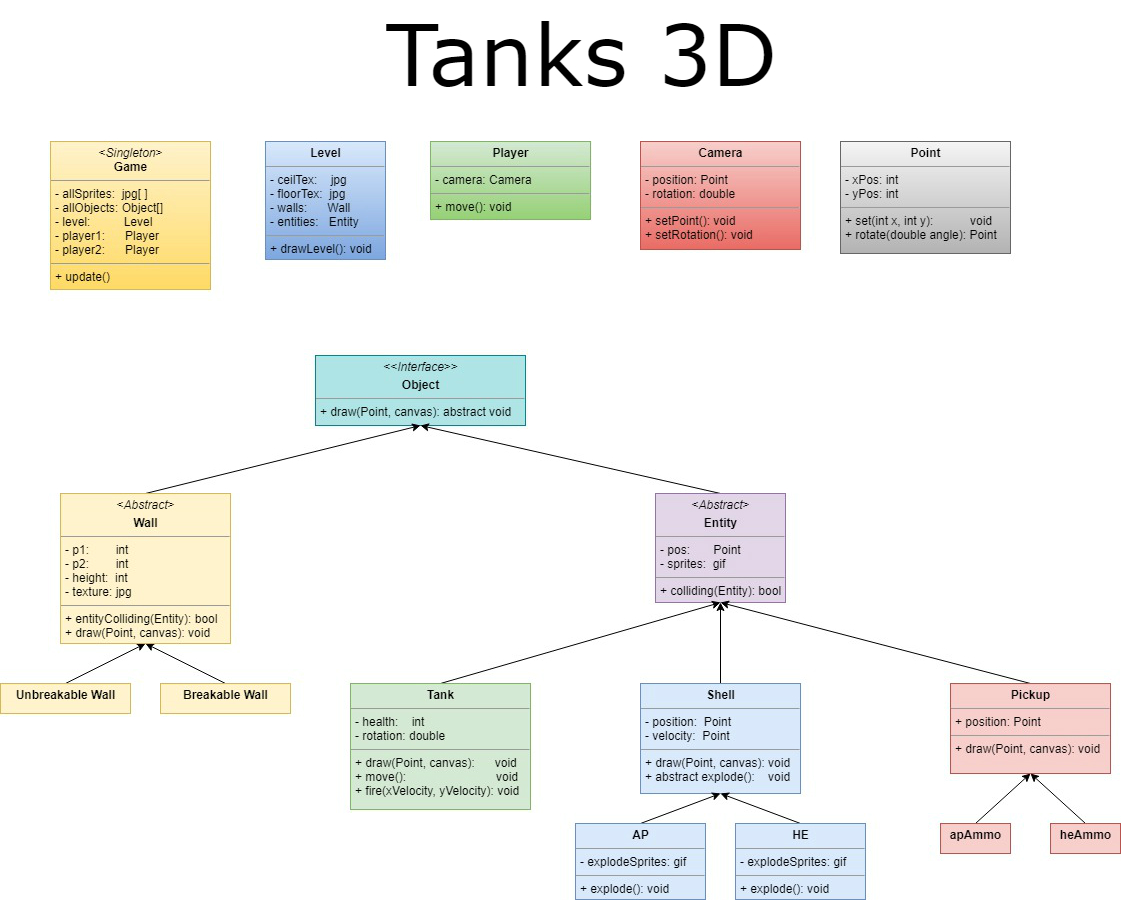 Tanks 3D
<Singleton>
Game
- allSprites: jpg[ ]
- allObjects: Object[]
- level: Level
- player1: Player
- player2: Player
+ update()
Level
- ceilTex: jpg
- floorTex: jpg
- walls: Wall
- entities: Entity
+ drawLevel(): void
Player
- camera: Camera
+ move(): void
Camera
- position: Point
- rotation: double
+ setPoint(): void
+ setRotation(): void
Point
- xPos: int
- yPos: int
+ set(int x, int y): void
+ rotate(double angle): Point
<<Interface>>
Object
+ draw(Point, canvas): abstract void
<Abstract>
Wall
- p1: int
- p2: int
- height: int
- texture: jpg
+ entityColliding(Entity): bool
+ draw(Point, canvas): void
<Abstract>
Entity
- pos: Point
- sprites: gif
+ colliding(Entity): bool
Unbreakable Wall
Breakable Wall
Tank
- health: int
- rotation: double
+ draw(Point, canvas): void
+ move(): void
+ fire(xVelocity, yVelocity): void
Shell
- position: Point
- velocity: Point
+ draw(Point, canvas): void
+ abstract explode(): void
Pickup
+ position: Point
+ draw(Point, canvas): void
AP
- explodeSprites: gif
+ explode(): void
HE
- explodeSprites: gif
+ explode(): void
apAmmo
heAmmo